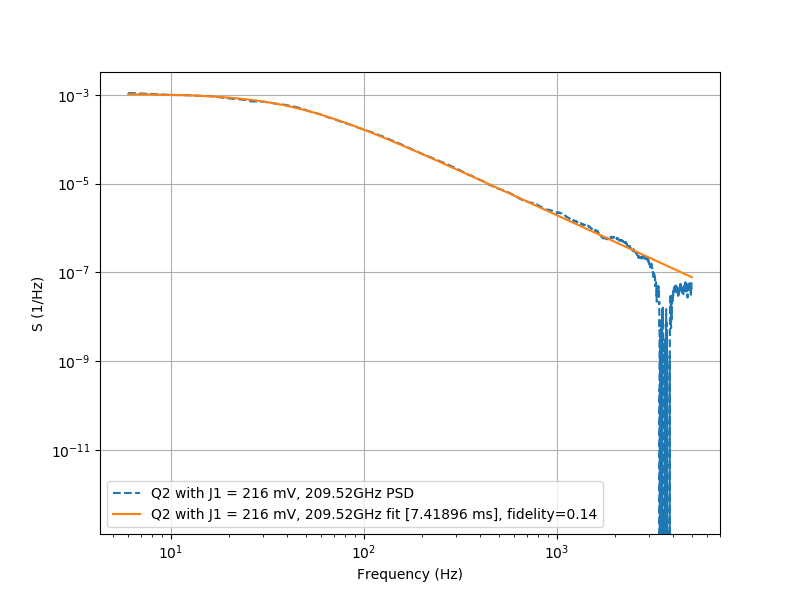 10⁻³
10⁻⁵
10⁻⁷
10⁻⁹
10⁻¹¹
S (1/Hz)
Q2 with J1 = 216 mV, 209.52GHz PSD
Q2 with J1 = 216 mV, 209.52GHz fit [7.41896 ms], fidelity=0.14
10¹ 10² 10³
Frequency (Hz)